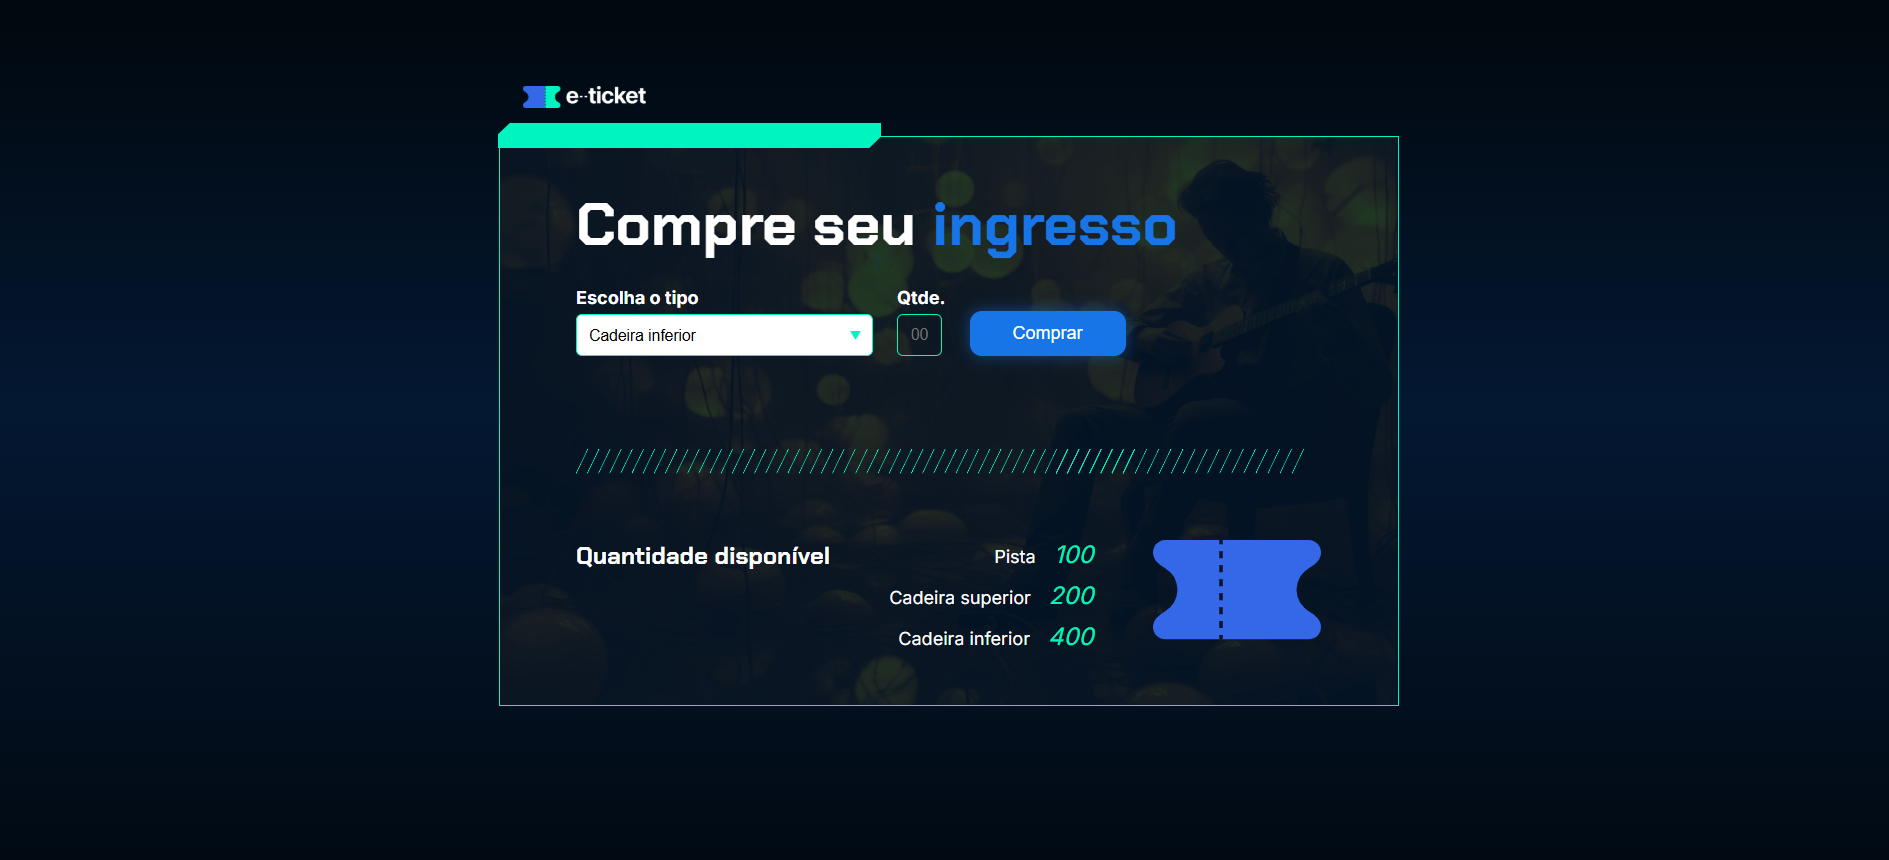 e--ticket
Compre seu ingresso
Escolha o tipo
Qtde.
Cadeira inferior
00
Comprar
Quantidade disponível
Pista 100
Cadeira superior 200
Cadeira inferior 400